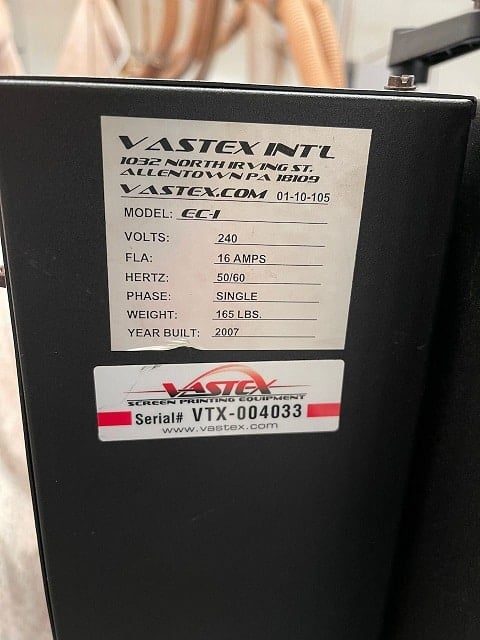 VASTEX INTL
1032 NORTH IRVING ST.
ALLENTOWN PA 18109
VASTEX.COM 01-10-105
MODEL: EC-1
VOLTS: 240
FLA: 16 AMPS
HERTZ: 50/60
PHASE: SINGLE
WEIGHT: 165 LBS.
YEAR BUILT: 2007
VASTEX
SCREEN PRINTING EQUIPMENT
Serial# VTX-004033
www.vastex.com